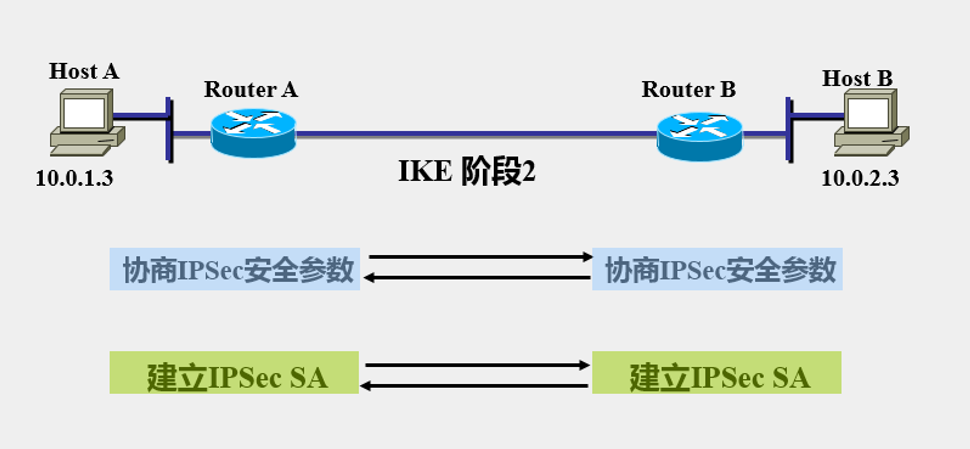 Host A
Router A
Router B
Host B
10.0.1.3
IKE 阶段2
10.0.2.3
协商IPSec安全参数
协商IPSec安全参数
建立IPSec SA
建立IPSec SA